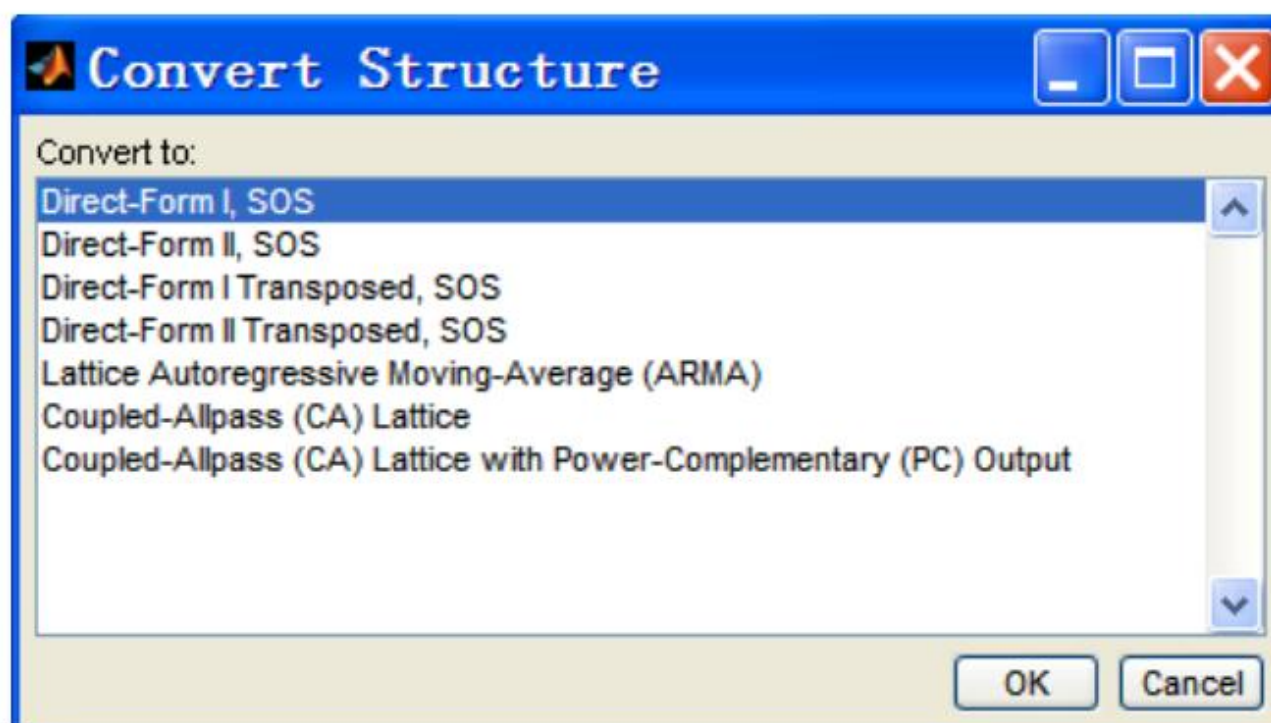 Convert Structure
Convert to:
Direct-Form I, SOS
Direct-Form II, SOS
Direct-Form I Transposed, SOS
Direct-Form II Transposed, SOS
Lattice Autoregressive Moving-Average (ARMA)
Coupled-Allpass (CA) Lattice
Coupled-Allpass (CA) Lattice with Power-Complementary (PC) Output
OK Cancel